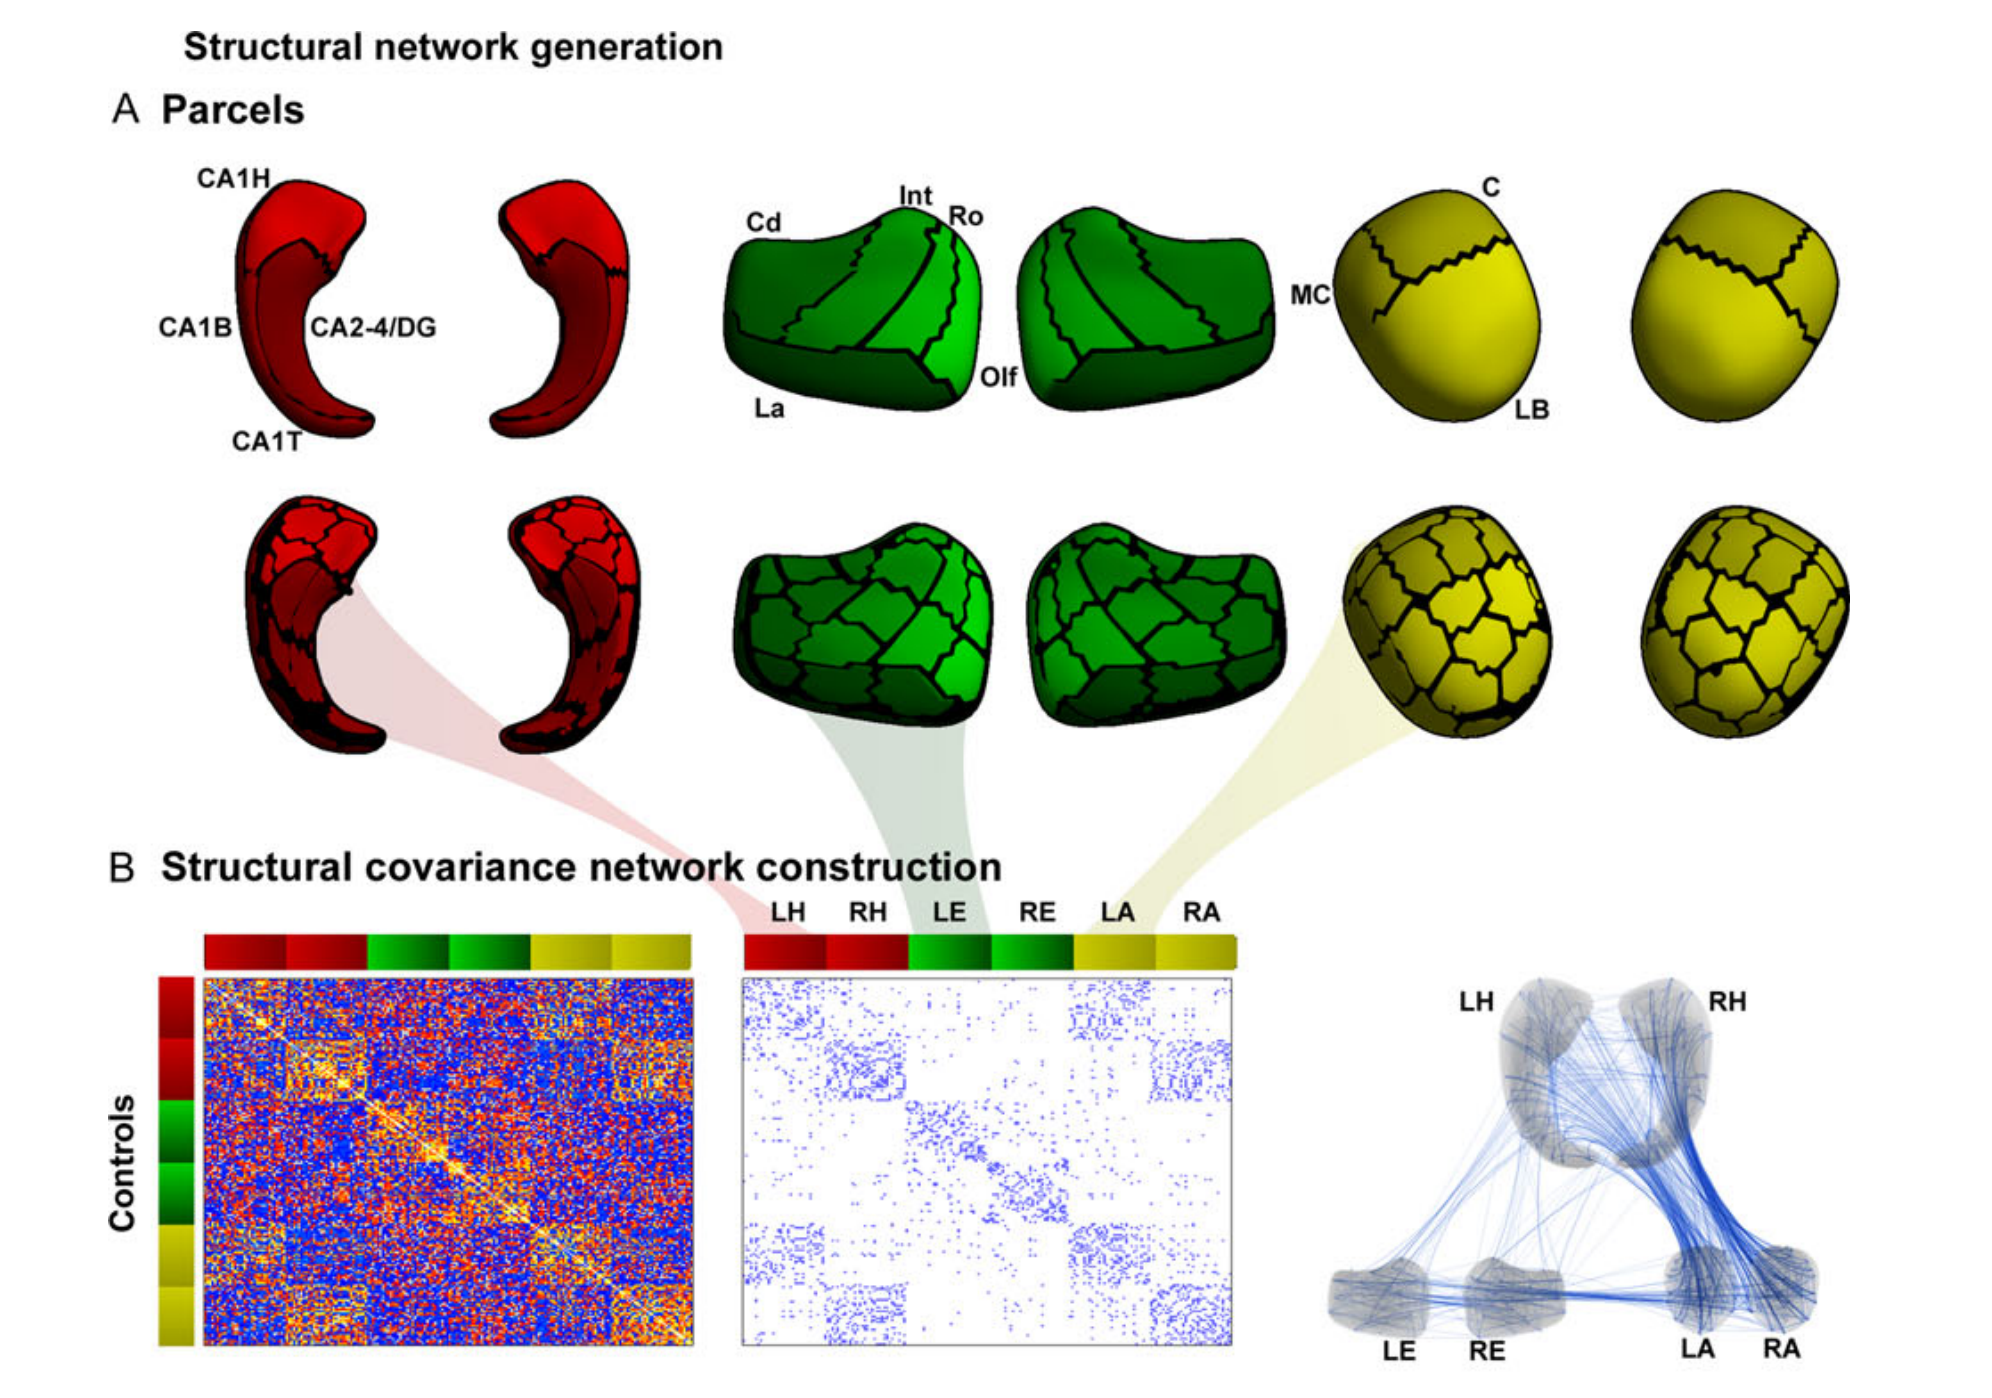 Structural network generation
A Parcels
CA1H
CA1B
CA2-4/DG
CA1T
Cd
Int
Ro
La
Olf
C
MC
LB
B Structural covariance network construction
LH RH LE RE LA RA
Controls
LH
RH
LE
RE
LA
RA